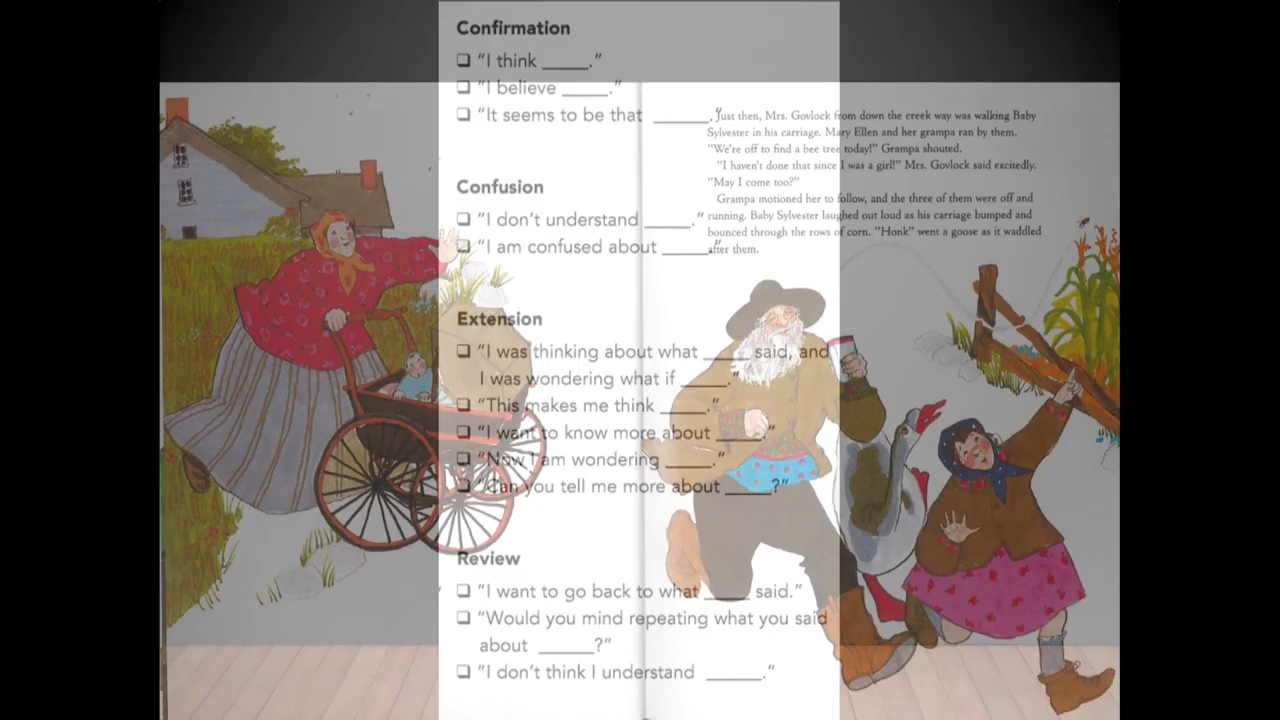 Confirmation
❑ "I think _____."
❑ "I believe _____."
❑ "It seems to be that ______."
Confusion
❑ "I don't understand _____."
❑ "I am confused about _____."
Extension
❑ "I was thinking about what _____ said, and
I was wondering what if _____."
❑ "This makes me think _____."
❑ "I want to know more about _____."
❑ "Now I am wondering _____."
❑ "Can you tell me more about _____?"
Review
❑ "I want to go back to what _____ said."
❑ "Would you mind repeating what you said
about ______?"
❑ "I don't think I understand ______."
Just then, Mrs. Govlock from down the creek way was walking Baby
Sylvester in his carriage. Mary Ellen and her grampa ran by them.
"We're off to find a bee tree today!" Grampa shouted.
"I haven't done that since I was a girl!" Mrs. Govlock said excitedly.
"May I come too?"
Grampa motioned her to follow, and the three of them were off and
running. Baby Sylvester laughed out loud as his carriage bumped and
bounced through the rows of corn. "Honk" went a goose as it waddled
after them.